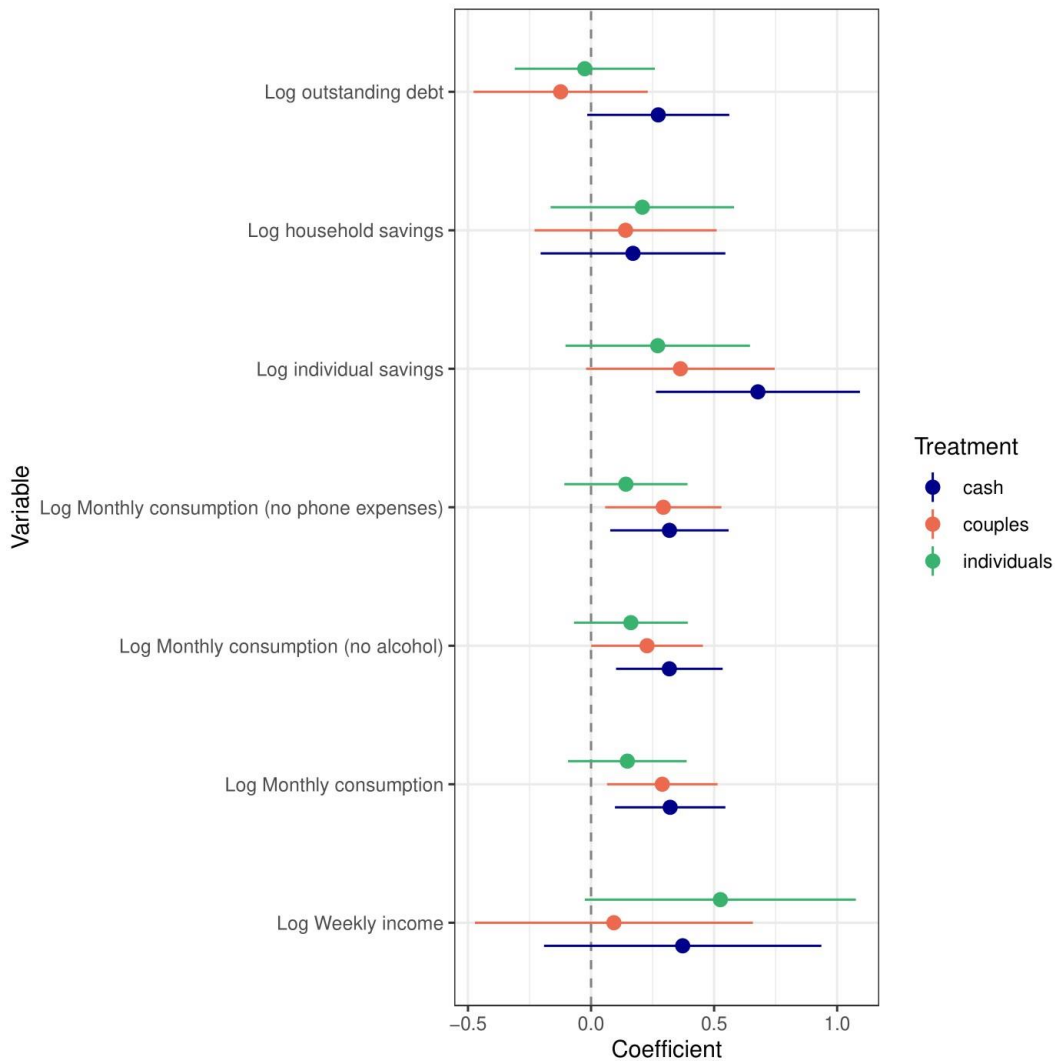 Log outstanding debt
Log household savings
Log individual savings
Log Monthly consumption (no phone expenses)
Log Monthly consumption (no alcohol)
Log Monthly consumption
Log Weekly income
Variable
−0.5 0.0 0.5 1.0
Coefficient
Treatment
cash
couples
individuals